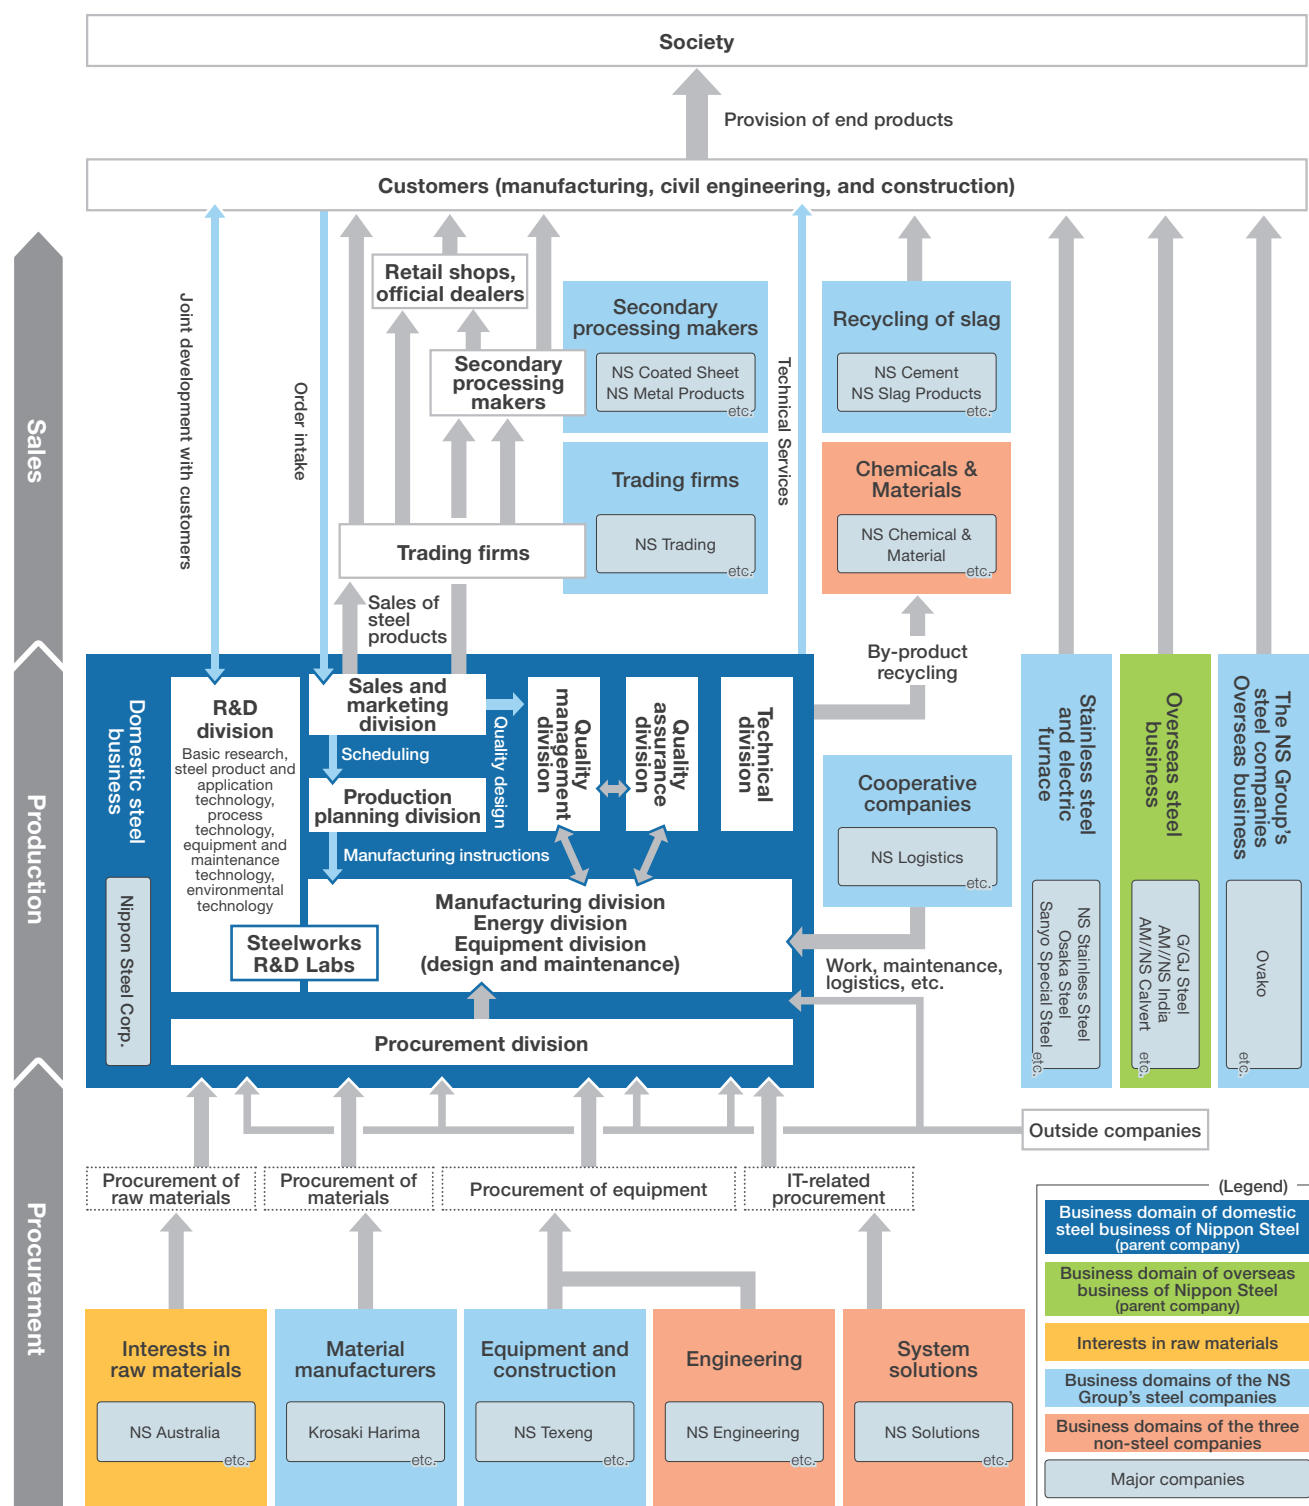 Society
Provision of end products
Customers (manufacturing, civil engineering, and construction)
Sales
Joint development with customers
Order intake
Retail shops,
official dealers
Secondary
processing
makers
Secondary
processing makers
NS Coated Sheet
NS Metal Products
etc.
Technical Services
Recycling of slag
NS Cement
NS Slag Products
etc.
Trading firms
Trading firms
NS Trading
etc.
Chemicals &
Materials
NS Chemical &
Material
etc.
Sales of
steel
products
By-product
recycling
Production
Domestic steel
business
Nippon Steel Corp.
R&D
division
Basic research,
steel product and
application
technology,
process
technology,
equipment and
maintenance
technology,
environmental
technology
Sales and
marketing
division
Scheduling
Quality design
Production
planning division
Manufacturing instructions
Quality
management
division
Quality
assurance
division
Technical
division
Manufacturing division
Energy division
Equipment division
(design and maintenance)
Steelworks
R&D Labs
Procurement division
Cooperative
companies
NS Logistics
etc.
Work, maintenance,
logistics, etc.
Stainless steel
and electric
furnace
NS Stainless Steel
Osaka Steel
Sanyo Special Steel
etc.
Overseas steel
business
G/GJ Steel
AM//NS India
AM//NS Calvert
etc.
The NS Group's
steel companies
Overseas business
Ovako
etc.
Outside companies
Procurement
Procurement of
raw materials
Procurement of
materials
Procurement of equipment
IT-related
procurement
Interests in
raw materials
NS Australia
etc.
Material
manufacturers
Krosaki Harima
etc.
Equipment and
construction
NS Texeng
etc.
Engineering
NS Engineering
etc.
System
solutions
NS Solutions
etc.
(Legend)
Business domain of domestic
steel business of Nippon Steel
(parent company)
Business domain of overseas
business of Nippon Steel
(parent company)
Interests in raw materials
Business domains of the NS
Group's steel companies
Business domains of the three
non-steel companies
Major companies